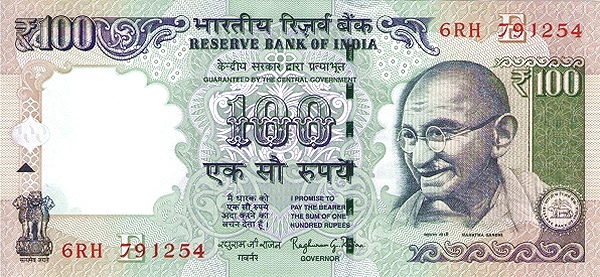 ₹100
भारतीय रिज़र्व बैंक
RESERVE BANK OF INDIA
6RH 791254
E
केन्द्रीय सरकार द्वारा प्रत्याभूत
GUARANTEED BY THE CENTRAL GOVERNMENT
₹100
100
एक सौ रुपये
मैं धारक को
एक सौ रुपये
अदा करने का
वचन देता हूँ।
I PROMISE TO
PAY THE BEARER
THE SUM OF ONE
HUNDRED RUPEES
रघुराम जी राजन
गवर्नर
Raghuram G. Rajan
GOVERNOR
महात्मा गांधी
MAHATMA GANDHI
सत्यमेव जयते
6RH 791254
E